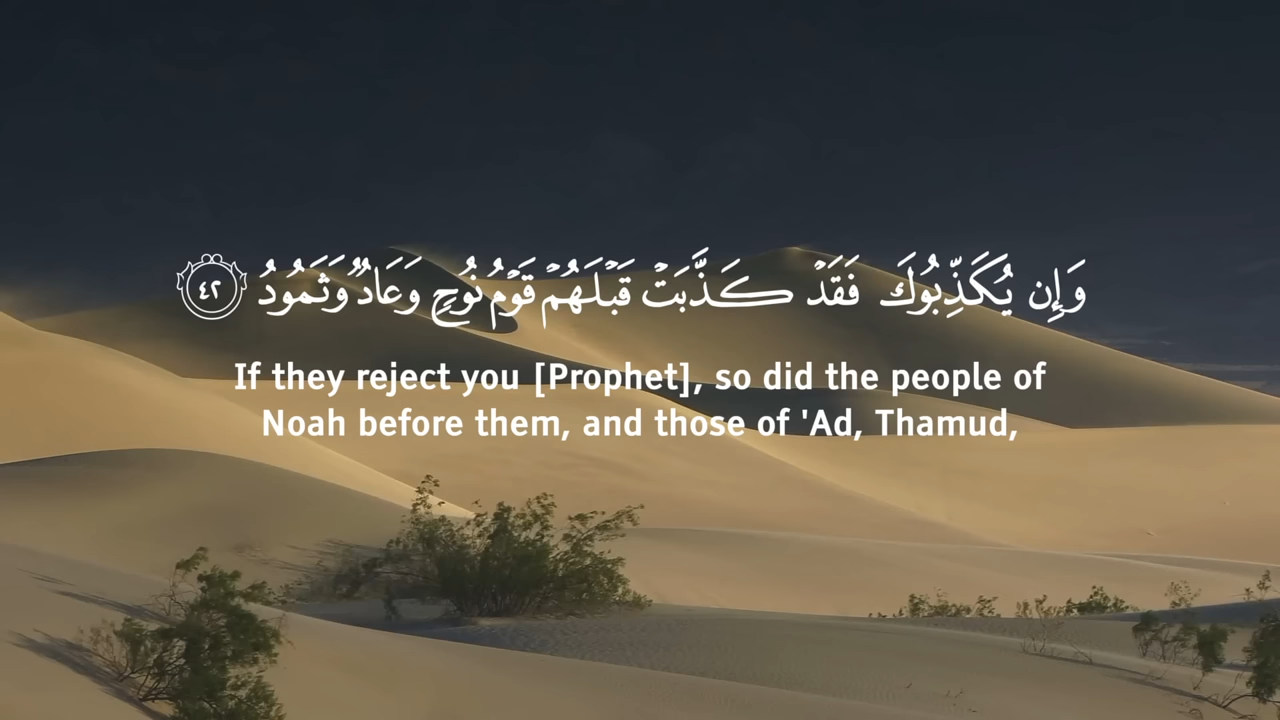 وَإِن يُكَذِّبُوكَ فَقَدْ كَذَّبَتْ قَبْلَهُمْ قَوْمُ نُوحٍ وَعَادٌ وَثَمُودُ ٤٢
If they reject you [Prophet], so did the people of
Noah before them, and those of 'Ad, Thamud,